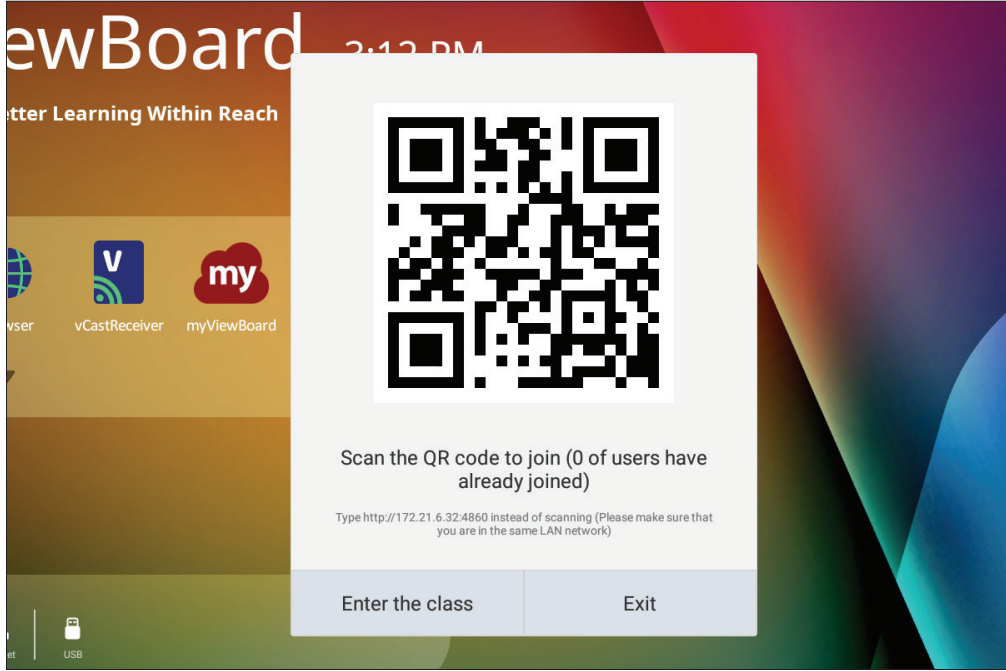 ewBoard
3:12 PM
etter Learning Within Reach
V
my
wser
vCastReceiver
myViewBoard
Scan the QR code to join (0 of users have
already joined)
Type http://172.21.6.32:4860 instead of scanning (Please make sure that
you are in the same LAN network)
Enter the class
Exit
et
USB